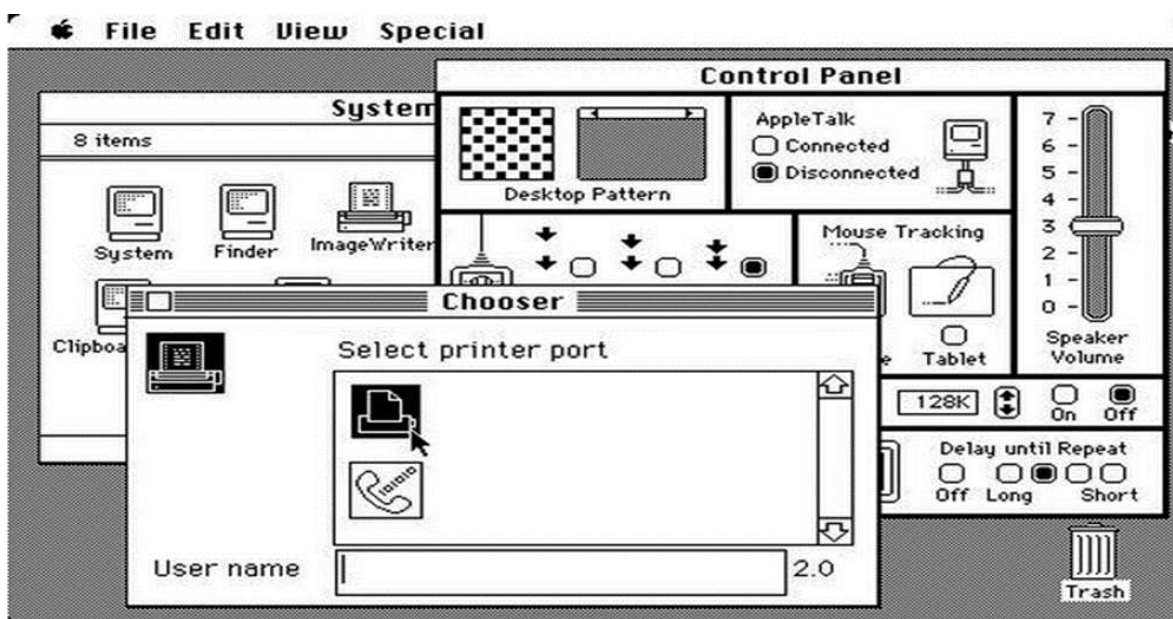 File Edit View Special
Control Panel
System
8 items
System
Finder
ImageWriter
Desktop Pattern
AppleTalk
Connected
Disconnected
Mouse Tracking
Tablet
7
6
5
4
3
2
1
0
Speaker
Volume
128K
On Off
Delay until Repeat
Off Long Short
Chooser
Select printer port
User name
2.0
Trash